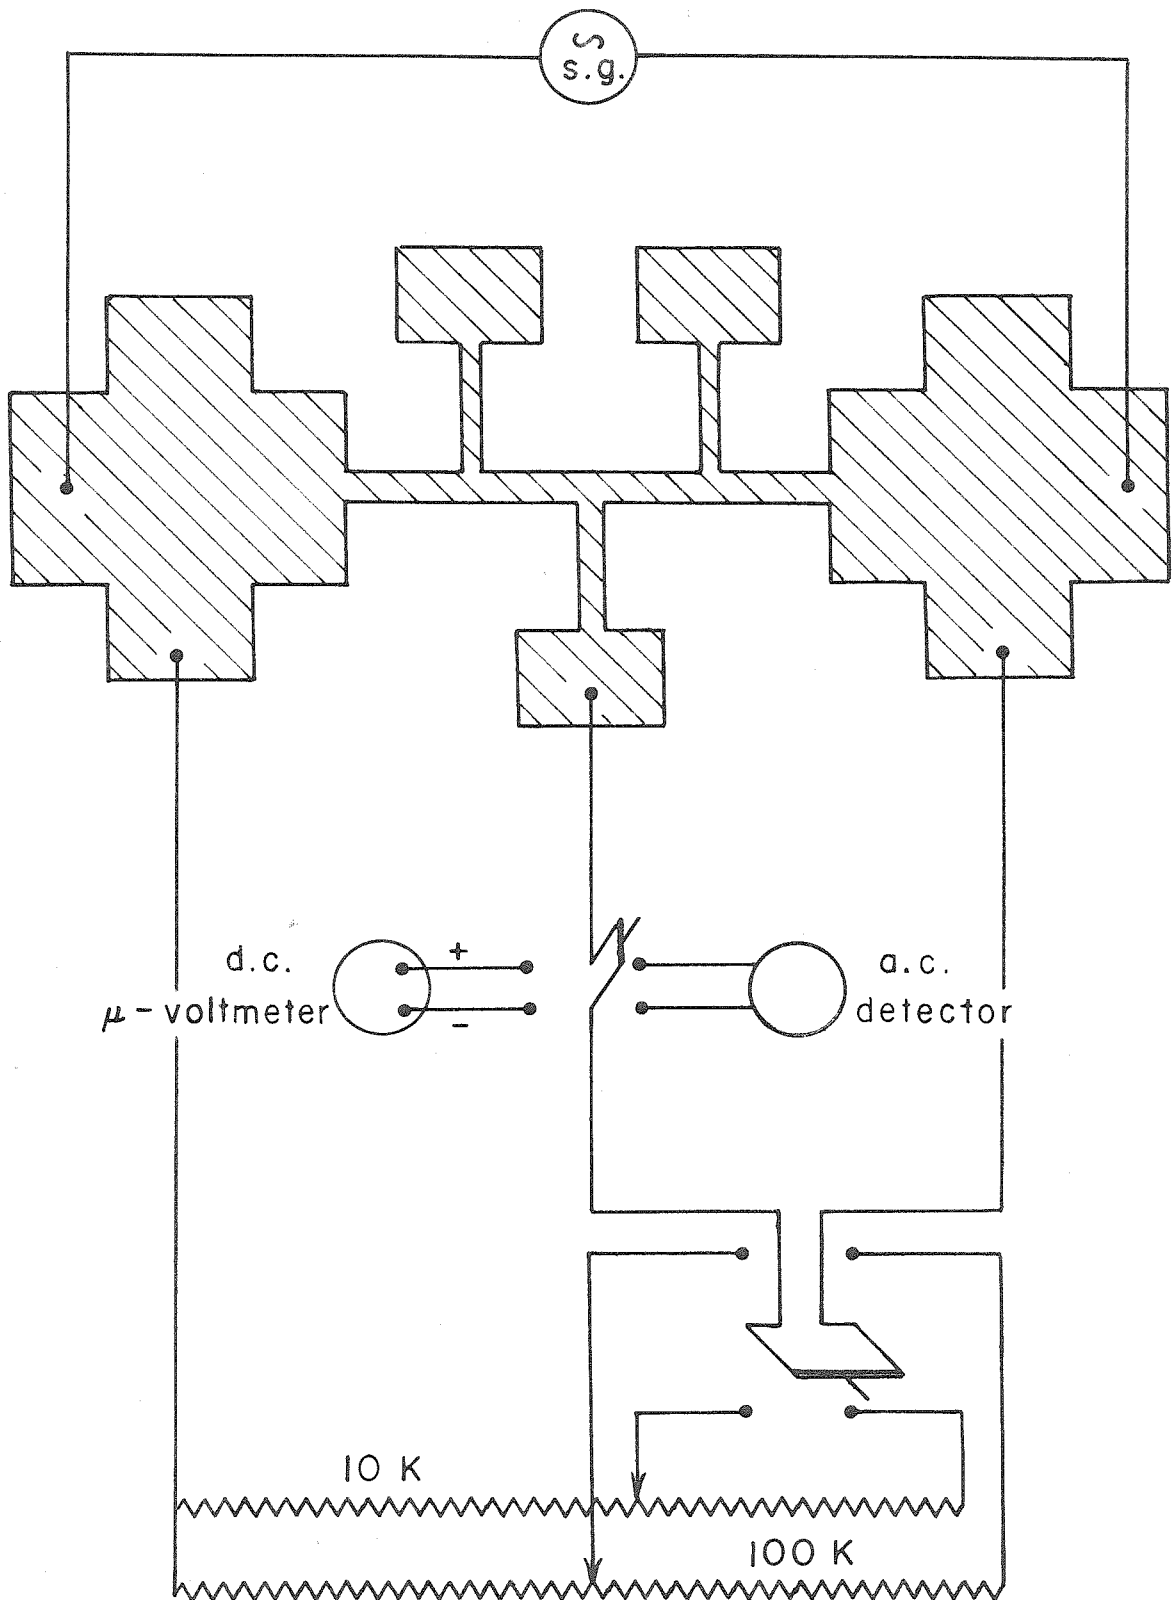 ∽
s.g.
d.c.
μ-voltmeter
+
−
a.c.
detector
10 K
100 K